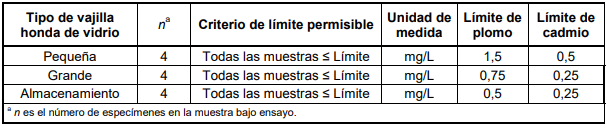 Tipo de vajilla honda de vidrio | nᵃ | Criterio de límite permisible | Unidad de medida | Límite de plomo | Límite de cadmio
Pequeña | 4 | Todas las muestras ≤ Límite | mg/L | 1,5 | 0,5
Grande | 4 | Todas las muestras ≤ Límite | mg/L | 0,75 | 0,25
Almacenamiento | 4 | Todas las muestras ≤ Límite | mg/L | 0,5 | 0,25
ᵃ n es el número de especímenes en la muestra bajo ensayo.